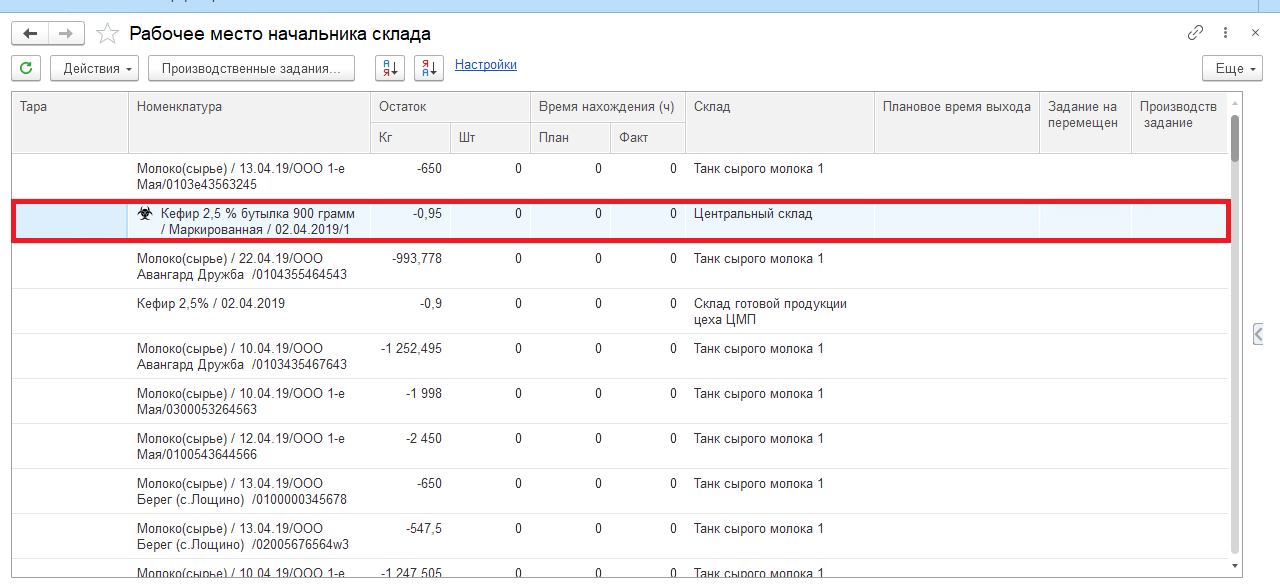 Рабочее место начальника склада
Действия
Производственные задания...
А Я
Я А
Настройки
Еще
Тара Номенклатура Остаток Время нахождения (ч) Склад Плановое время выхода Задание на Производств
перемещен задание
Кг Шт План Факт
Молоко(сырье) / 13.04.19/ООО 1-е -650 0 0 0 Танк сырого молока 1
Мая/0103е43563245
Кефир 2,5 % бутылка 900 грамм -0,95 0 0 0 Центральный склад
/ Маркированная / 02.04.2019/1
Молоко(сырье) / 22.04.19/ООО -993,778 0 0 0 Танк сырого молока 1
Авангард Дружба /0104355464543
Кефир 2,5% / 02.04.2019 -0,9 0 0 0 Склад готовой продукции
цеха ЦМП
Молоко(сырье) / 10.04.19/ООО -1 252,495 0 0 0 Танк сырого молока 1
Авангард Дружба /0103435467643
Молоко(сырье) / 10.04.19/ООО 1-е -1 998 0 0 0 Танк сырого молока 1
Мая/0300053264563
Молоко(сырье) / 12.04.19/ООО 1-е -2 450 0 0 0 Танк сырого молока 1
Мая/0100543644566
Молоко(сырье) / 13.04.19/ООО -650 0 0 0 Танк сырого молока 1
Берег (с.Лощино) /0100000345678
Молоко(сырье) / 13.04.19/ООО -547,5 0 0 0 Танк сырого молока 1
Берег (с.Лощино) /02005676564w3
Молоко(сырье) / 10.04.19/ООО 1-е -1 247,505 0 0 0 Танк сырого молока 1